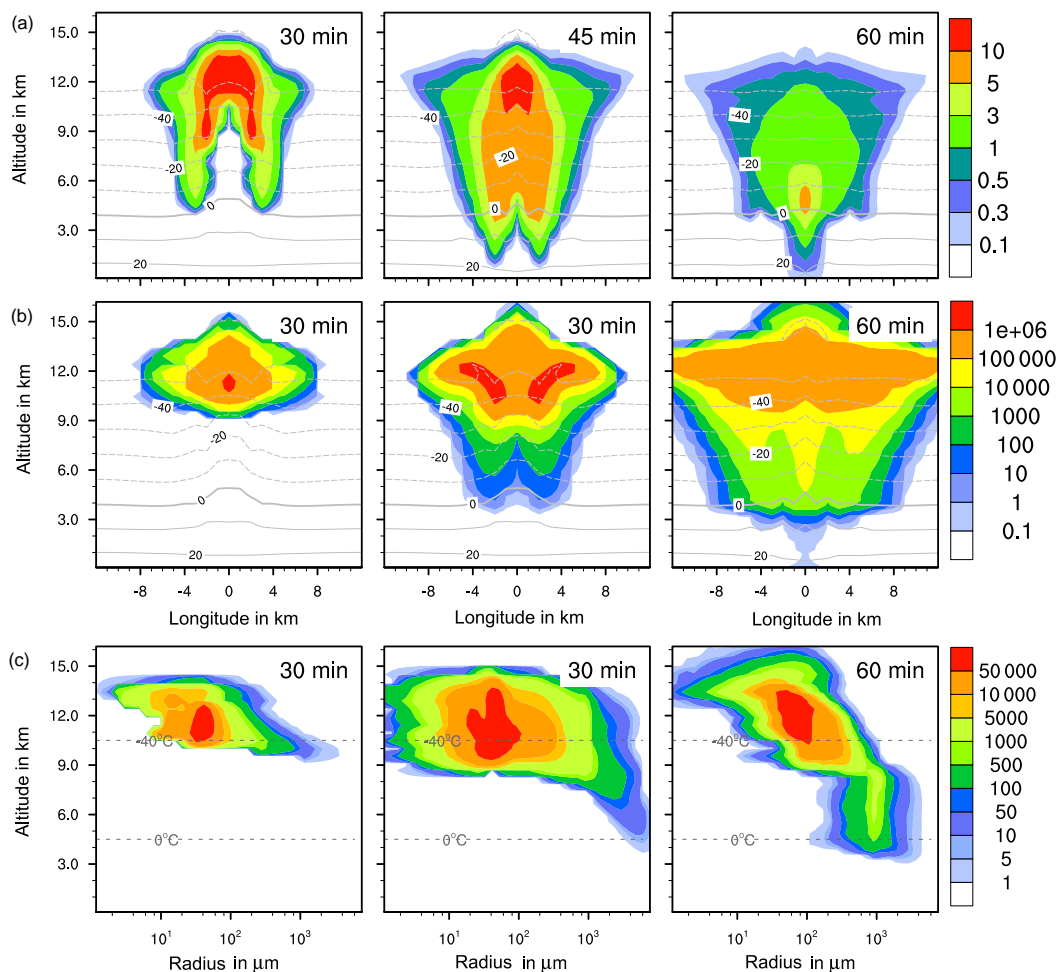 (a)
30 min
45 min
60 min
Altitude in km
15.0
12.0
9.0
6.0
3.0
-40
-20
0
20
-40
-20
0
20
-40
-20
0
20
10
5
3
1
0.5
0.3
0.1
(b)
30 min
30 min
60 min
Altitude in km
15.0
12.0
9.0
6.0
3.0
-40
-20
0
20
-40
-20
0
-40
-20
0
20
1e+06
100 000
10 000
1000
100
10
1
0.1
-8 -4 0 4 8
-8 -4 0 4 8
-8 -4 0 4 8
Longitude in km
Longitude in km
Longitude in km
(c)
30 min
30 min
60 min
Altitude in km
15.0
12.0
9.0
6.0
3.0
-40°C
0°C
-40°C
0°C
-40°C
0°C
50 000
10 000
5000
1000
500
100
50
10
5
1
10¹ 10² 10³
10¹ 10² 10³
10¹ 10² 10³
Radius in μm
Radius in μm
Radius in μm